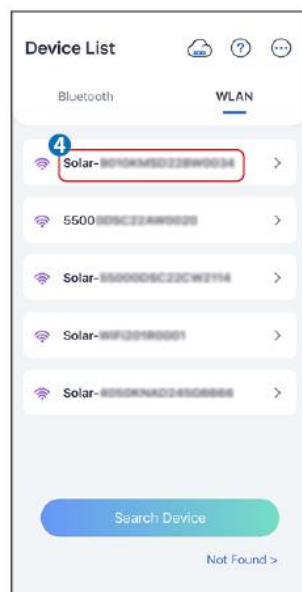 Device List
?
Bluetooth WLAN
4
Solar-
5500
Solar-
Solar-
Solar-
Search Device
Not Found >